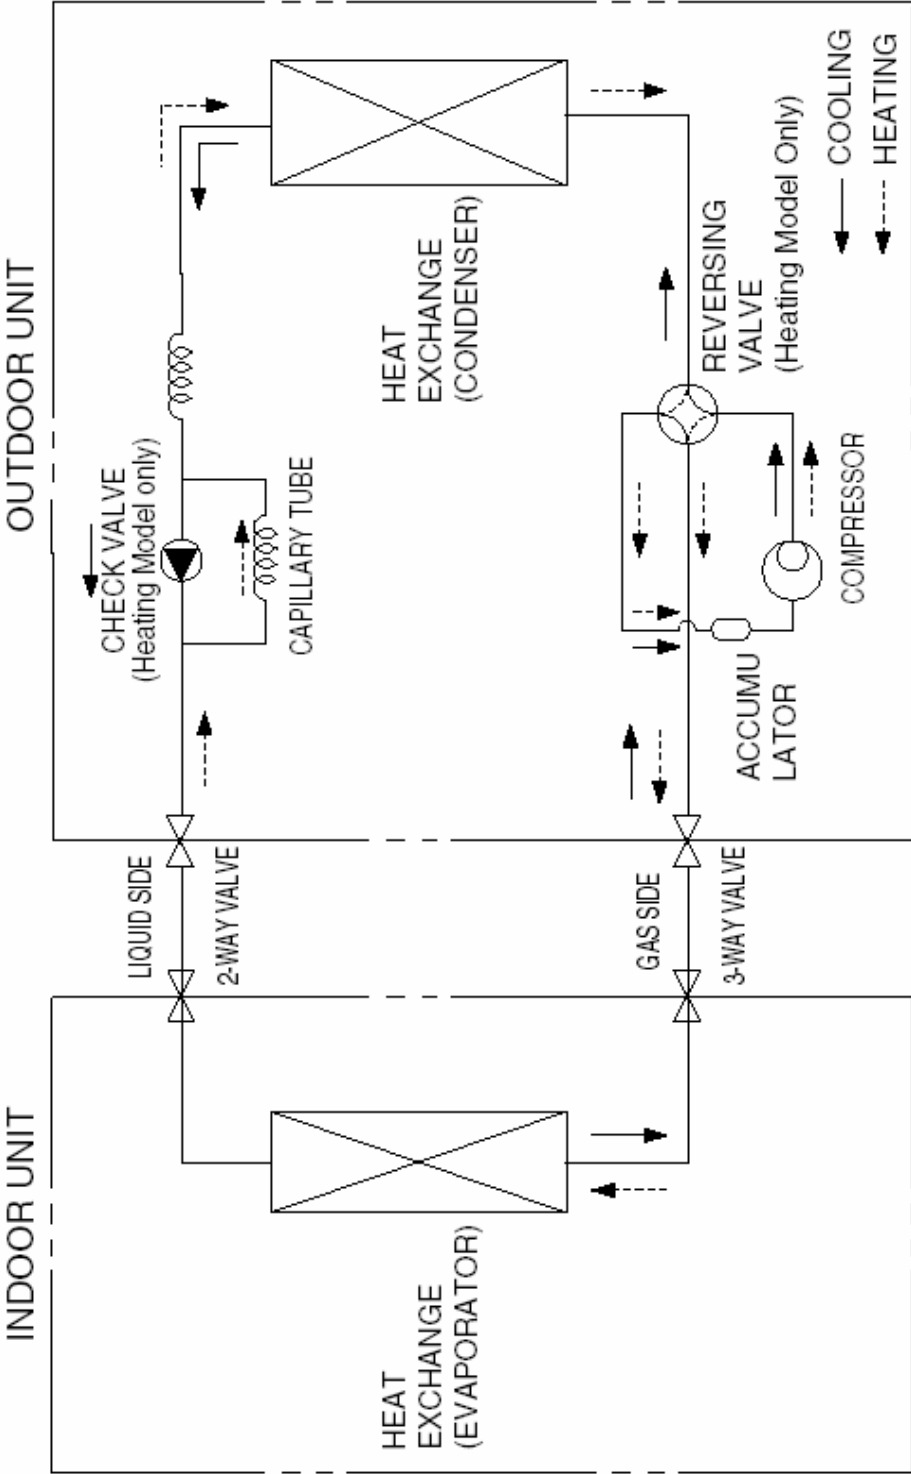 INDOOR UNIT
OUTDOOR UNIT
LIQUID SIDE
2-WAY VALVE
CHECK VALVE
(Heating Model only)
CAPILLARY TUBE
HEAT
EXCHANGE
(EVAPORATOR)
HEAT
EXCHANGE
(CONDENSER)
GAS SIDE
3-WAY VALVE
ACCUMU
LATOR
COMPRESSOR
REVERSING
VALVE
(Heating Model Only)
COOLING
HEATING